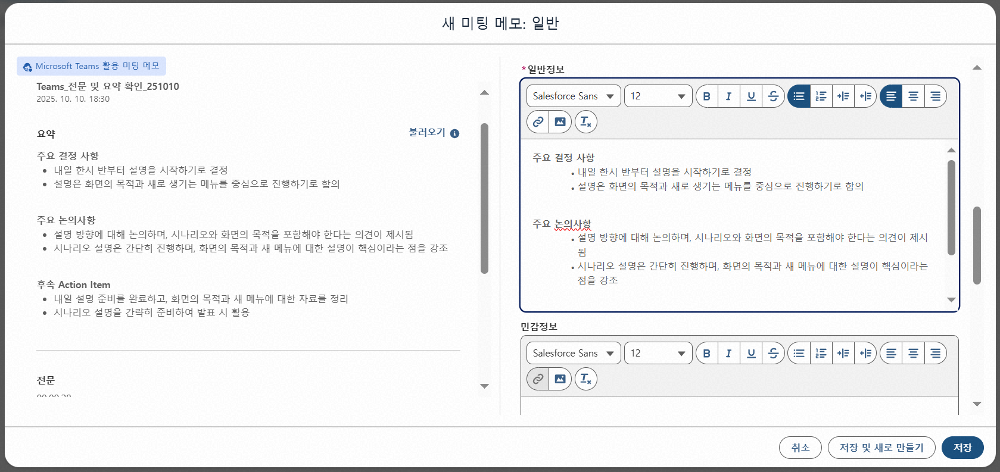 새 미팅 메모: 일반
Microsoft Teams 활용 미팅 메모
Teams_전문 및 요약 확인_251010
2025. 10. 10. 18:30
요약
불러오기
주요 결정 사항
• 내일 한시 반부터 설명을 시작하기로 결정
• 설명은 화면의 목적과 새로 생기는 메뉴를 중심으로 진행하기로 합의
주요 논의사항
• 설명 방향에 대해 논의하며, 시나리오와 화면의 목적을 포함해야 한다는 의견이 제시됨
• 시나리오 설명은 간단히 진행하며, 화면의 목적과 새 메뉴에 대한 설명이 핵심이라는 점을 강조
후속 Action Item
• 내일 설명 준비를 완료하고, 화면의 목적과 새 메뉴에 대한 자료를 정리
• 시나리오 설명을 간략히 준비하여 발표 시 활용
전문
*일반정보
Salesforce Sans
12
주요 결정 사항
• 내일 한시 반부터 설명을 시작하기로 결정
• 설명은 화면의 목적과 새로 생기는 메뉴를 중심으로 진행하기로 합의
주요 논의사항
• 설명 방향에 대해 논의하며, 시나리오와 화면의 목적을 포함해야 한다는 의견이 제시
됨
• 시나리오 설명은 간단히 진행하며, 화면의 목적과 새 메뉴에 대한 설명이 핵심이라는
점을 강조
민감정보
Salesforce Sans
12
취소
저장 및 새로 만들기
저장